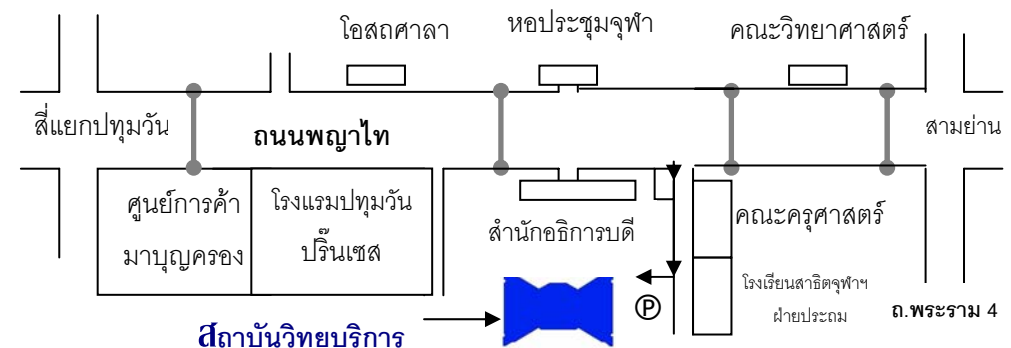 โอสถศาลา
หอประชุมจุฬา
คณะวิทยาศาสตร์
สี่แยกปทุมวัน
ถนนพญาไท
สามย่าน
ศูนย์การค้า
มาบุญครอง
โรงแรมปทุมวัน
ปริ๊นเซส
สำนักอธิการบดี
คณะครุศาสตร์
โรงเรียนสาธิตจุฬาฯ
ฝ่ายประถม
P
ถ.พระราม 4
สถาบันวิทยบริการ